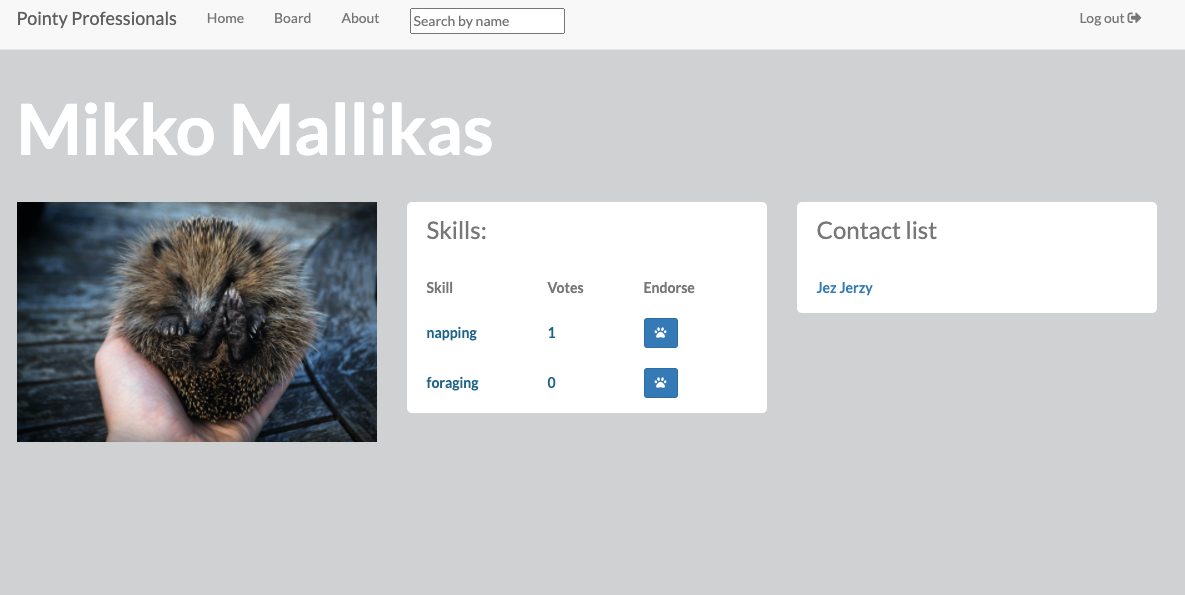 Pointy Professionals Home Board About Search by name Log out
Mikko Mallikas
Skills:
Skill Votes Endorse
napping 1
foraging 0
Contact list
Jez Jerzy